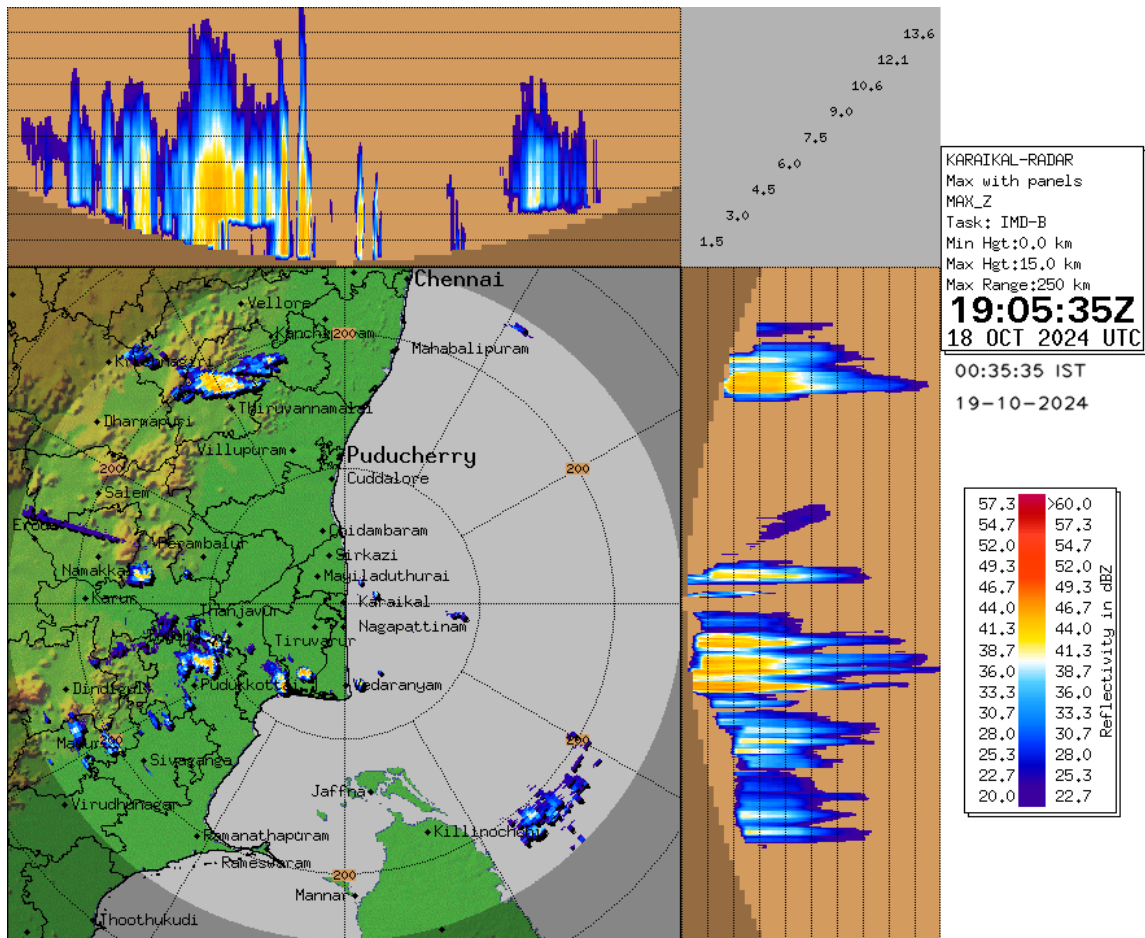 13.6
12.1
10.6
9.0
7.5
6.0
4.5
3.0
1.5
KARAIKAL-RADAR
Max with panels
MAX_Z
Task: IMD-B
Min Hgt:0.0 km
Max Hgt:15.0 km
Max Range:250 km
19:05:35Z
18 OCT 2024 UTC
00:35:35 IST
19-10-2024
Chennai
Vellore
200
Mahabalipuram
Thiruvannamalai
Dharmapuri
Villupuram
Puducherry
200
200
Cuddalore
Salem
Chidambaram
Perambalur
Sirkazi
Namakkal
Mayiladuthurai
Karur
Karaikal
Thanjavur
Nagapattinam
Tiruvarur
Vedaranyam
200
200
Sivaganga
Jaffna
Virudhunagar
Killinochchi
Ramanathapuram
Rameswaram
200
Mannar
Thoothukudi
57.3 >60.0
54.7 57.3
52.0 54.7
49.3 52.0
46.7 49.3
44.0 46.7
41.3 44.0
38.7 41.3
36.0 38.7
33.3 36.0
30.7 33.3
28.0 30.7
25.3 28.0
22.7 25.3
20.0 22.7
Reflectivity in dBZ